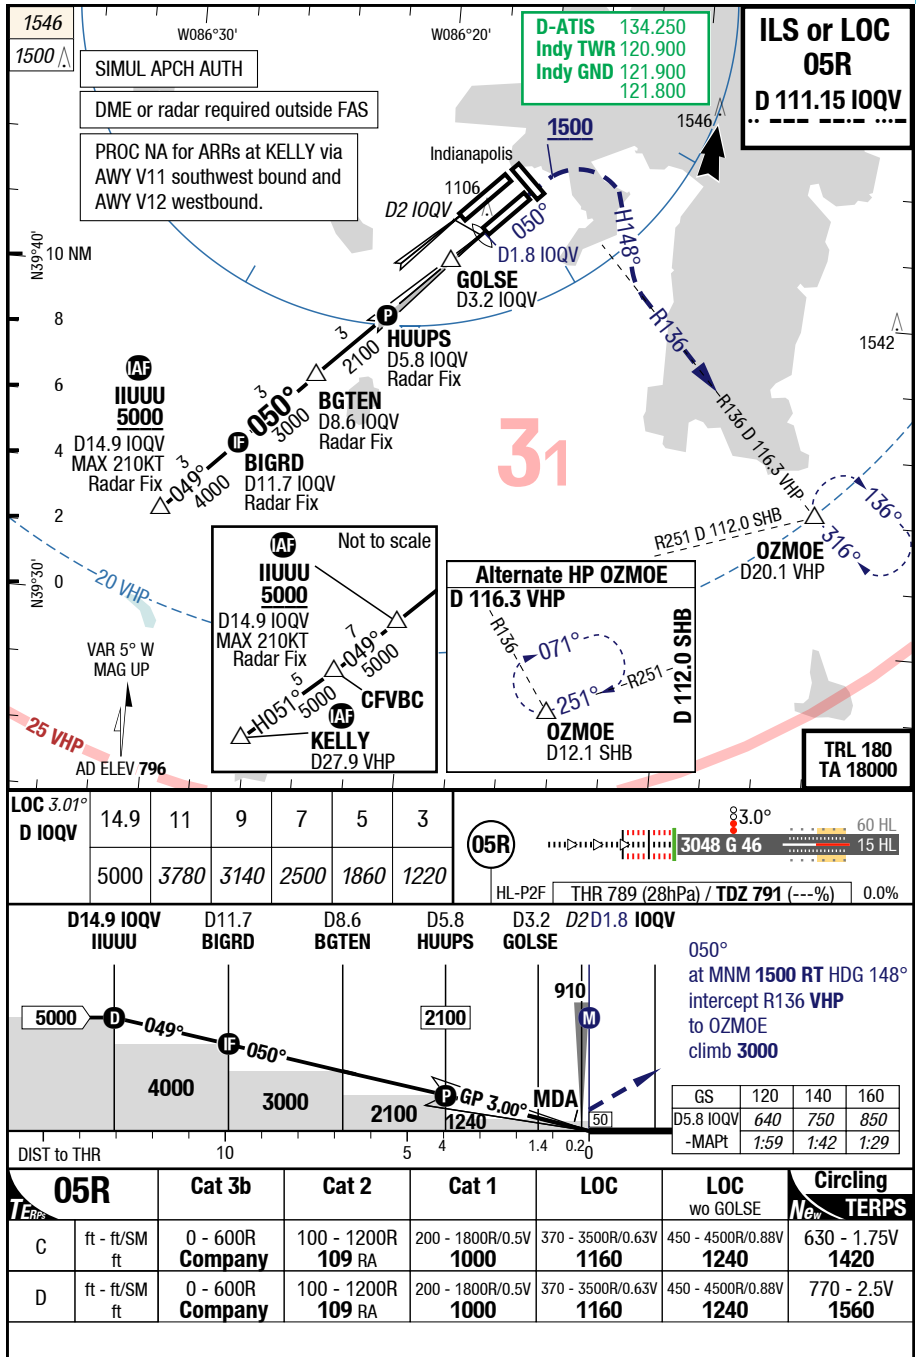 1546
1500
W086°30'
W086°20'
D-ATIS 134.250
Indy TWR 120.900
Indy GND 121.900
121.800
ILS or LOC
05R
D 111.15 IOQV
SIMUL APCH AUTH
DME or radar required outside FAS
PROC NA for ARRs at KELLY via
AWY V11 southwest bound and
AWY V12 westbound.
1546
1500
Indianapolis
1106
D2 IOQV
050°
D1.8 IOQV
H148°
N39°40'
10 NM
8
6
4
2
0
N39°30'
GOLSE
D3.2 IOQV
P
HUUPS
D5.8 IOQV
Radar Fix
3
2100
R136
1542
IAF
IIUUU
5000
D14.9 IOQV
MAX 210KT
Radar Fix
BGTEN
D8.6 IOQV
Radar Fix
3
050°
3000
IF
BIGRD
D11.7 IOQV
Radar Fix
3
049°
4000
31
R136 D 116.3 VHP
R251 D 112.0 SHB
136°
316°
OZMOE
D20.1 VHP
20 VHP
IAF
Not to scale
IIUUU
5000
D14.9 IOQV
MAX 210KT
Radar Fix
7
049°
5000
CFVBC
5
H051°
5000
IAF
KELLY
D27.9 VHP
Alternate HP OZMOE
D 116.3 VHP
R136
071°
251°
R251
D 112.0 SHB
OZMOE
D12.1 SHB
VAR 5° W
MAG UP
25 VHP
AD ELEV 796
TRL 180
TA 18000
LOC 3.01°
D IOQV
14.9 11 9 7 5 3
5000 3780 3140 2500 1860 1220
05R
3.0°
3048 G 46
60 HL
15 HL
HL-P2F
THR 789 (28hPa) / TDZ 791 (---%)
0.0%
D14.9 IOQV D11.7 D8.6 D5.8 D3.2 D2 D1.8 IOQV
IIUUU BIGRD BGTEN HUUPS GOLSE
050°
at MNM 1500 RT HDG 148°
intercept R136 VHP
to OZMOE
climb 3000
5000
D
049°
IF
050°
2100
910
M
4000
3000
2100
P
GP 3.00°
1240
MDA
50
DIST to THR
10 5 4 1.4 0.2 0
GS 120 140 160
D5.8 IOQV 640 750 850
-MAPt 1:59 1:42 1:29
TERPS 05R Cat 3b Cat 2 Cat 1 LOC LOC wo GOLSE Circling New TERPS
C ft - ft/SM 0 - 600R 100 - 1200R 200 - 1800R/0.5V 370 - 3500R/0.63V 450 - 4500R/0.88V 630 - 1.75V
ft Company 109 RA 1000 1160 1240 1420
D ft - ft/SM 0 - 600R 100 - 1200R 200 - 1800R/0.5V 370 - 3500R/0.63V 450 - 4500R/0.88V 770 - 2.5V
ft Company 109 RA 1000 1160 1240 1560